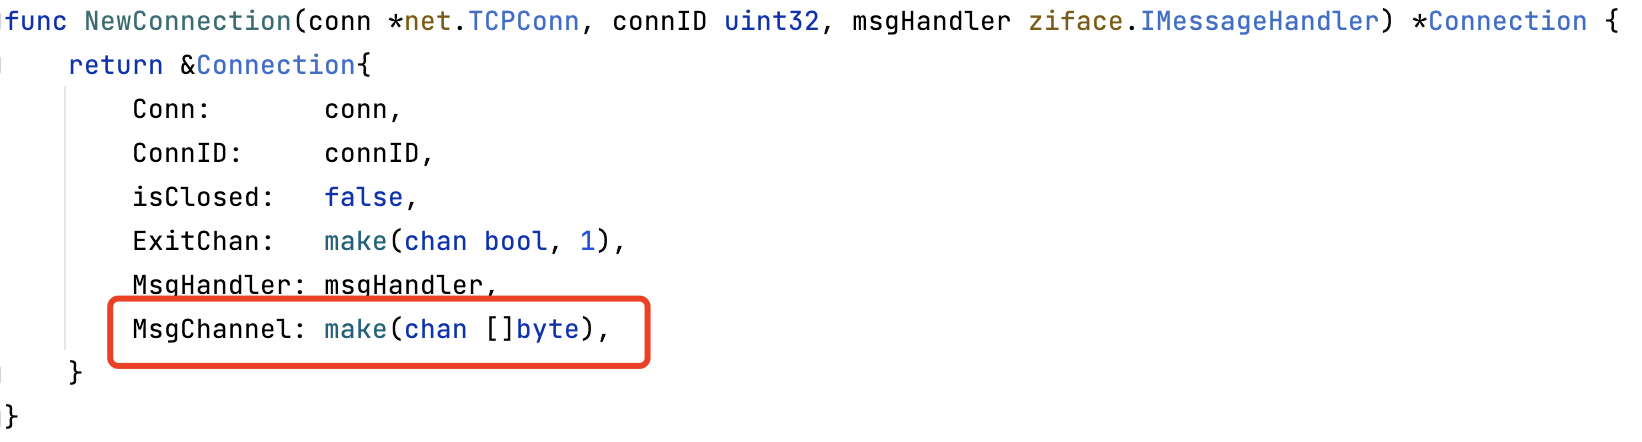 func NewConnection(conn *net.TCPConn, connID uint32, msgHandler ziface.IMessageHandler) *Connection {
    return &Connection{
        Conn:       conn,
        ConnID:     connID,
        isClosed:   false,
        ExitChan:   make(chan bool, 1),
        MsgHandler: msgHandler,
        MsgChannel: make(chan []byte),
    }
}